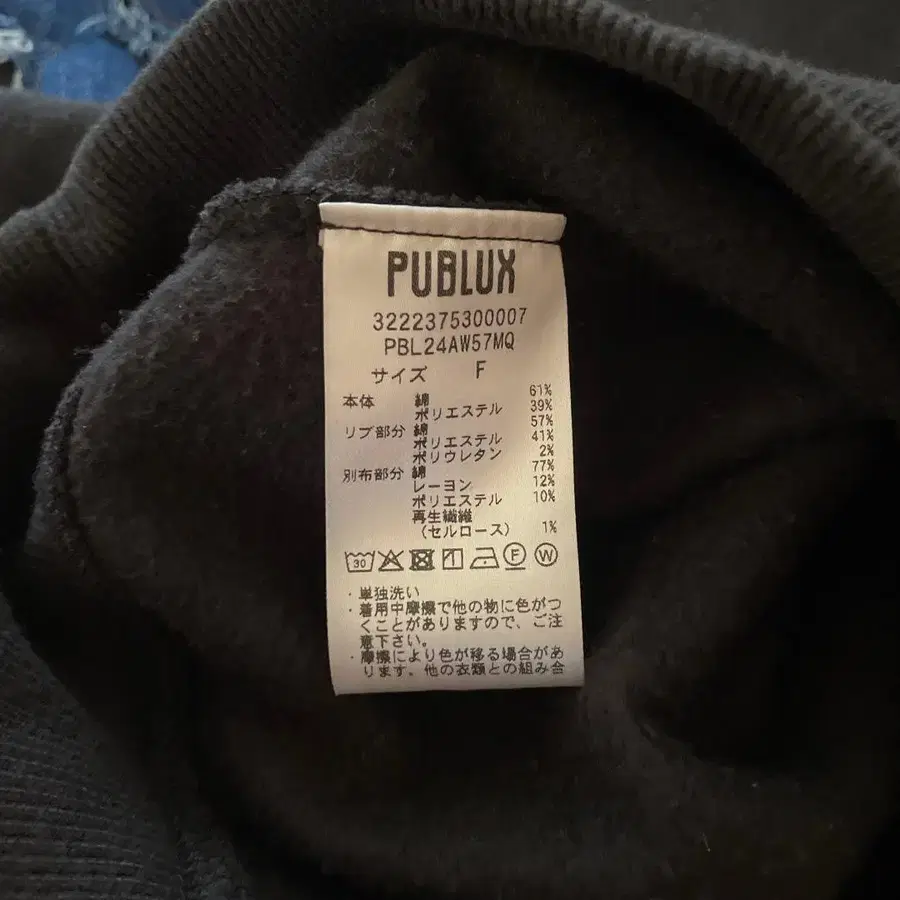 PUBLUX
3222375300007
PBL24AW57MQ
サイズ F
本体 綿 61%
ポリエステル 39%
リブ部分 綿 57%
ポリエステル 41%
ポリウレタン 2%
別布部分 綿 77%
レーヨン 12%
ポリエステル 10%
再生繊維
(セルロース) 1%
30 F W
・単独洗い
・着用中摩擦で他の物に色がつ
くことがありますので、ご注
意下さい。
・摩擦により色が移る場合があ
ります。他の衣類との組み合